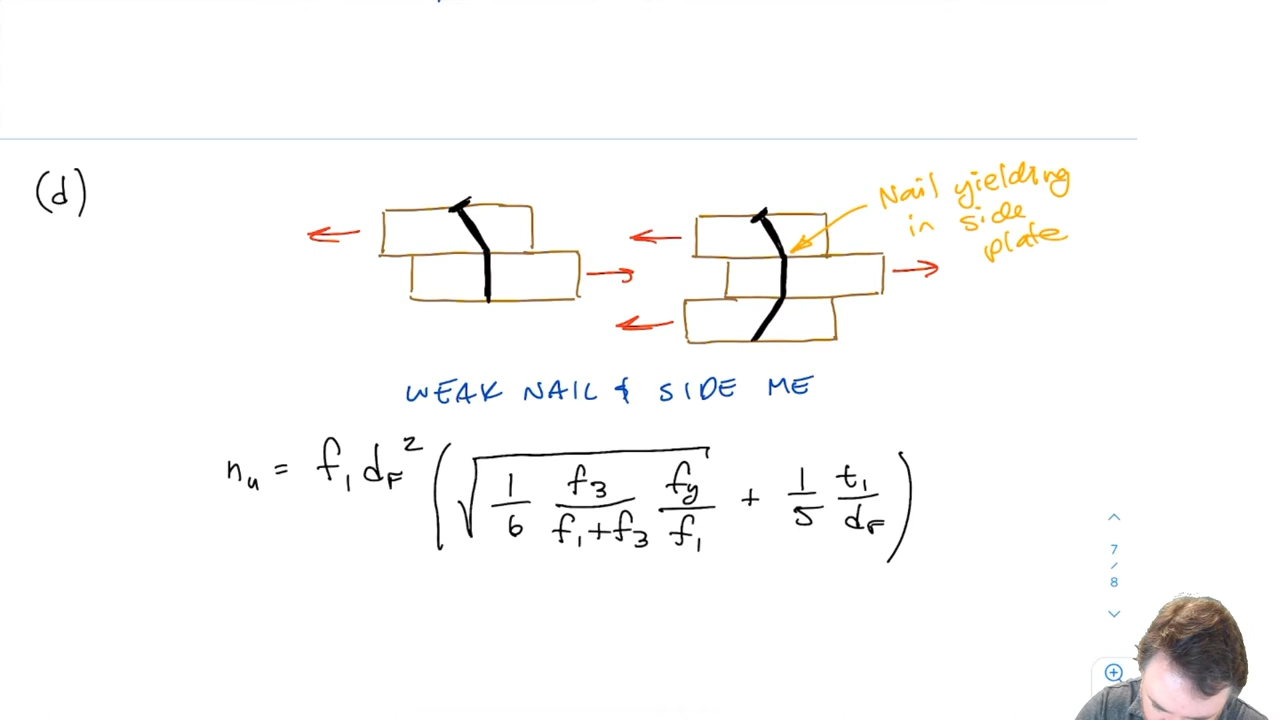 (d)
Nail yielding
in side
plate
WEAK NAIL & SIDE ME
n_u = f_1 d_F^2 ( √(1/6 f_3/(f_1+f_3) f_y/f_1) + 1/5 t_1/d_F )
7
/
8